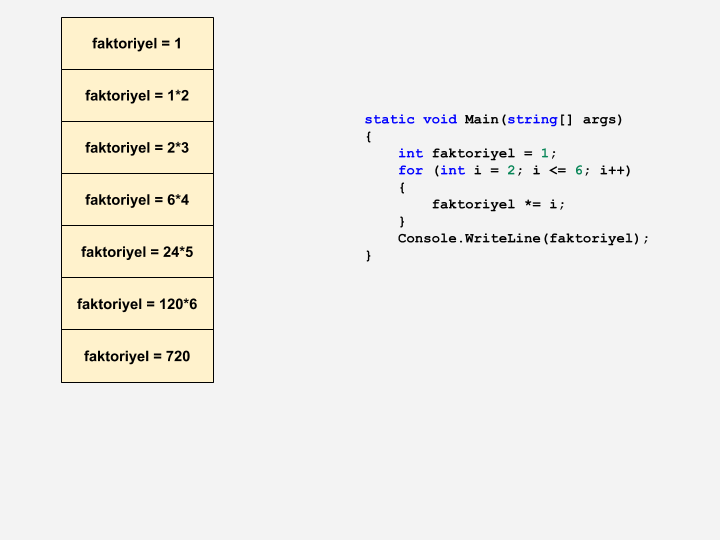 faktoriyel = 1
faktoriyel = 1*2
faktoriyel = 2*3
faktoriyel = 6*4
faktoriyel = 24*5
faktoriyel = 120*6
faktoriyel = 720
static void Main(string[] args)
{
    int faktoriyel = 1;
    for (int i = 2; i <= 6; i++)
    {
        faktoriyel *= i;
    }
    Console.WriteLine(faktoriyel);
}